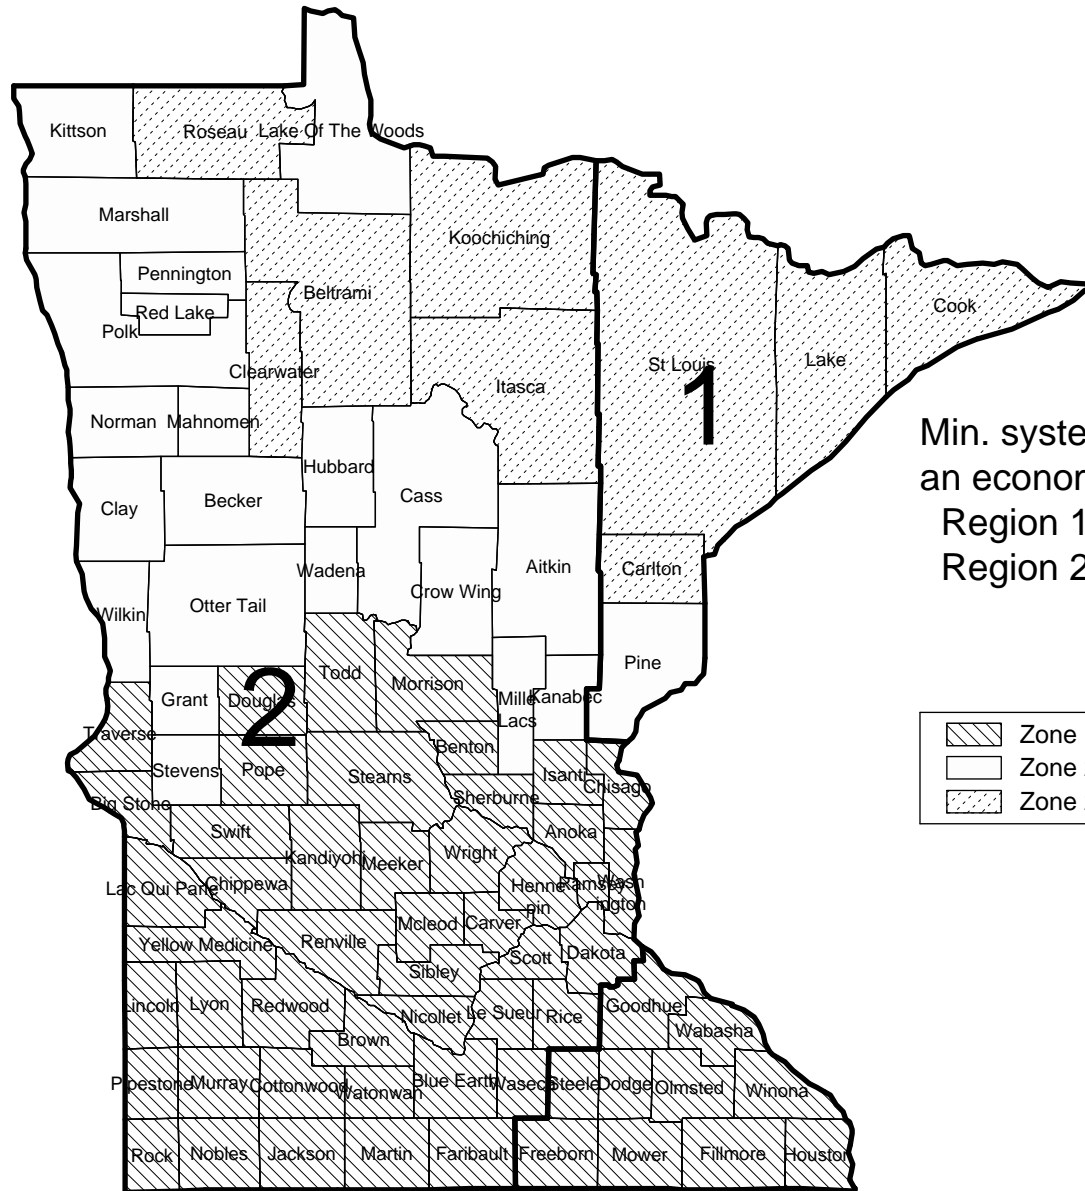 Kittson
Roseau
Lake Of The Woods
Marshall
Koochiching
Pennington
Beltrami
Red Lake
Cook
Polk
Clearwater
St Louis
Lake
Itasca
1
Norman
Mahnomen
Hubbard
Min. syste
an econor
Region 1
Region 2
Clay
Becker
Cass
Wadena
Aitkin
Carlton
Crow Wing
Wilkin
Otter Tail
Todd
Morrison
Pine
Grant
Douglas
2
Mille
Lacs
Kanabec
Traverse
Benton
Zone
Stevens
Pope
Stearns
Isanti
Zone
Chisago
Big Stone
Sherburne
Zone
Swift
Anoka
Kandiyohi
Meeker
Wright
Lac Qui Parle
Chippewa
Henne
pin
Ramsey
Wash
ington
Mcleod
Carver
Yellow Medicine
Renville
Scott
Dakota
Sibley
Lincoln
Lyon
Redwood
Nicollet
Le Sueur
Rice
Goodhue
Wabasha
Brown
Pipestone
Murray
Cottonwood
Watonwan
Blue Earth
Waseca
Steele
Dodge
Olmsted
Winona
Rock
Nobles
Jackson
Martin
Faribault
Freeborn
Mower
Fillmore
Houston